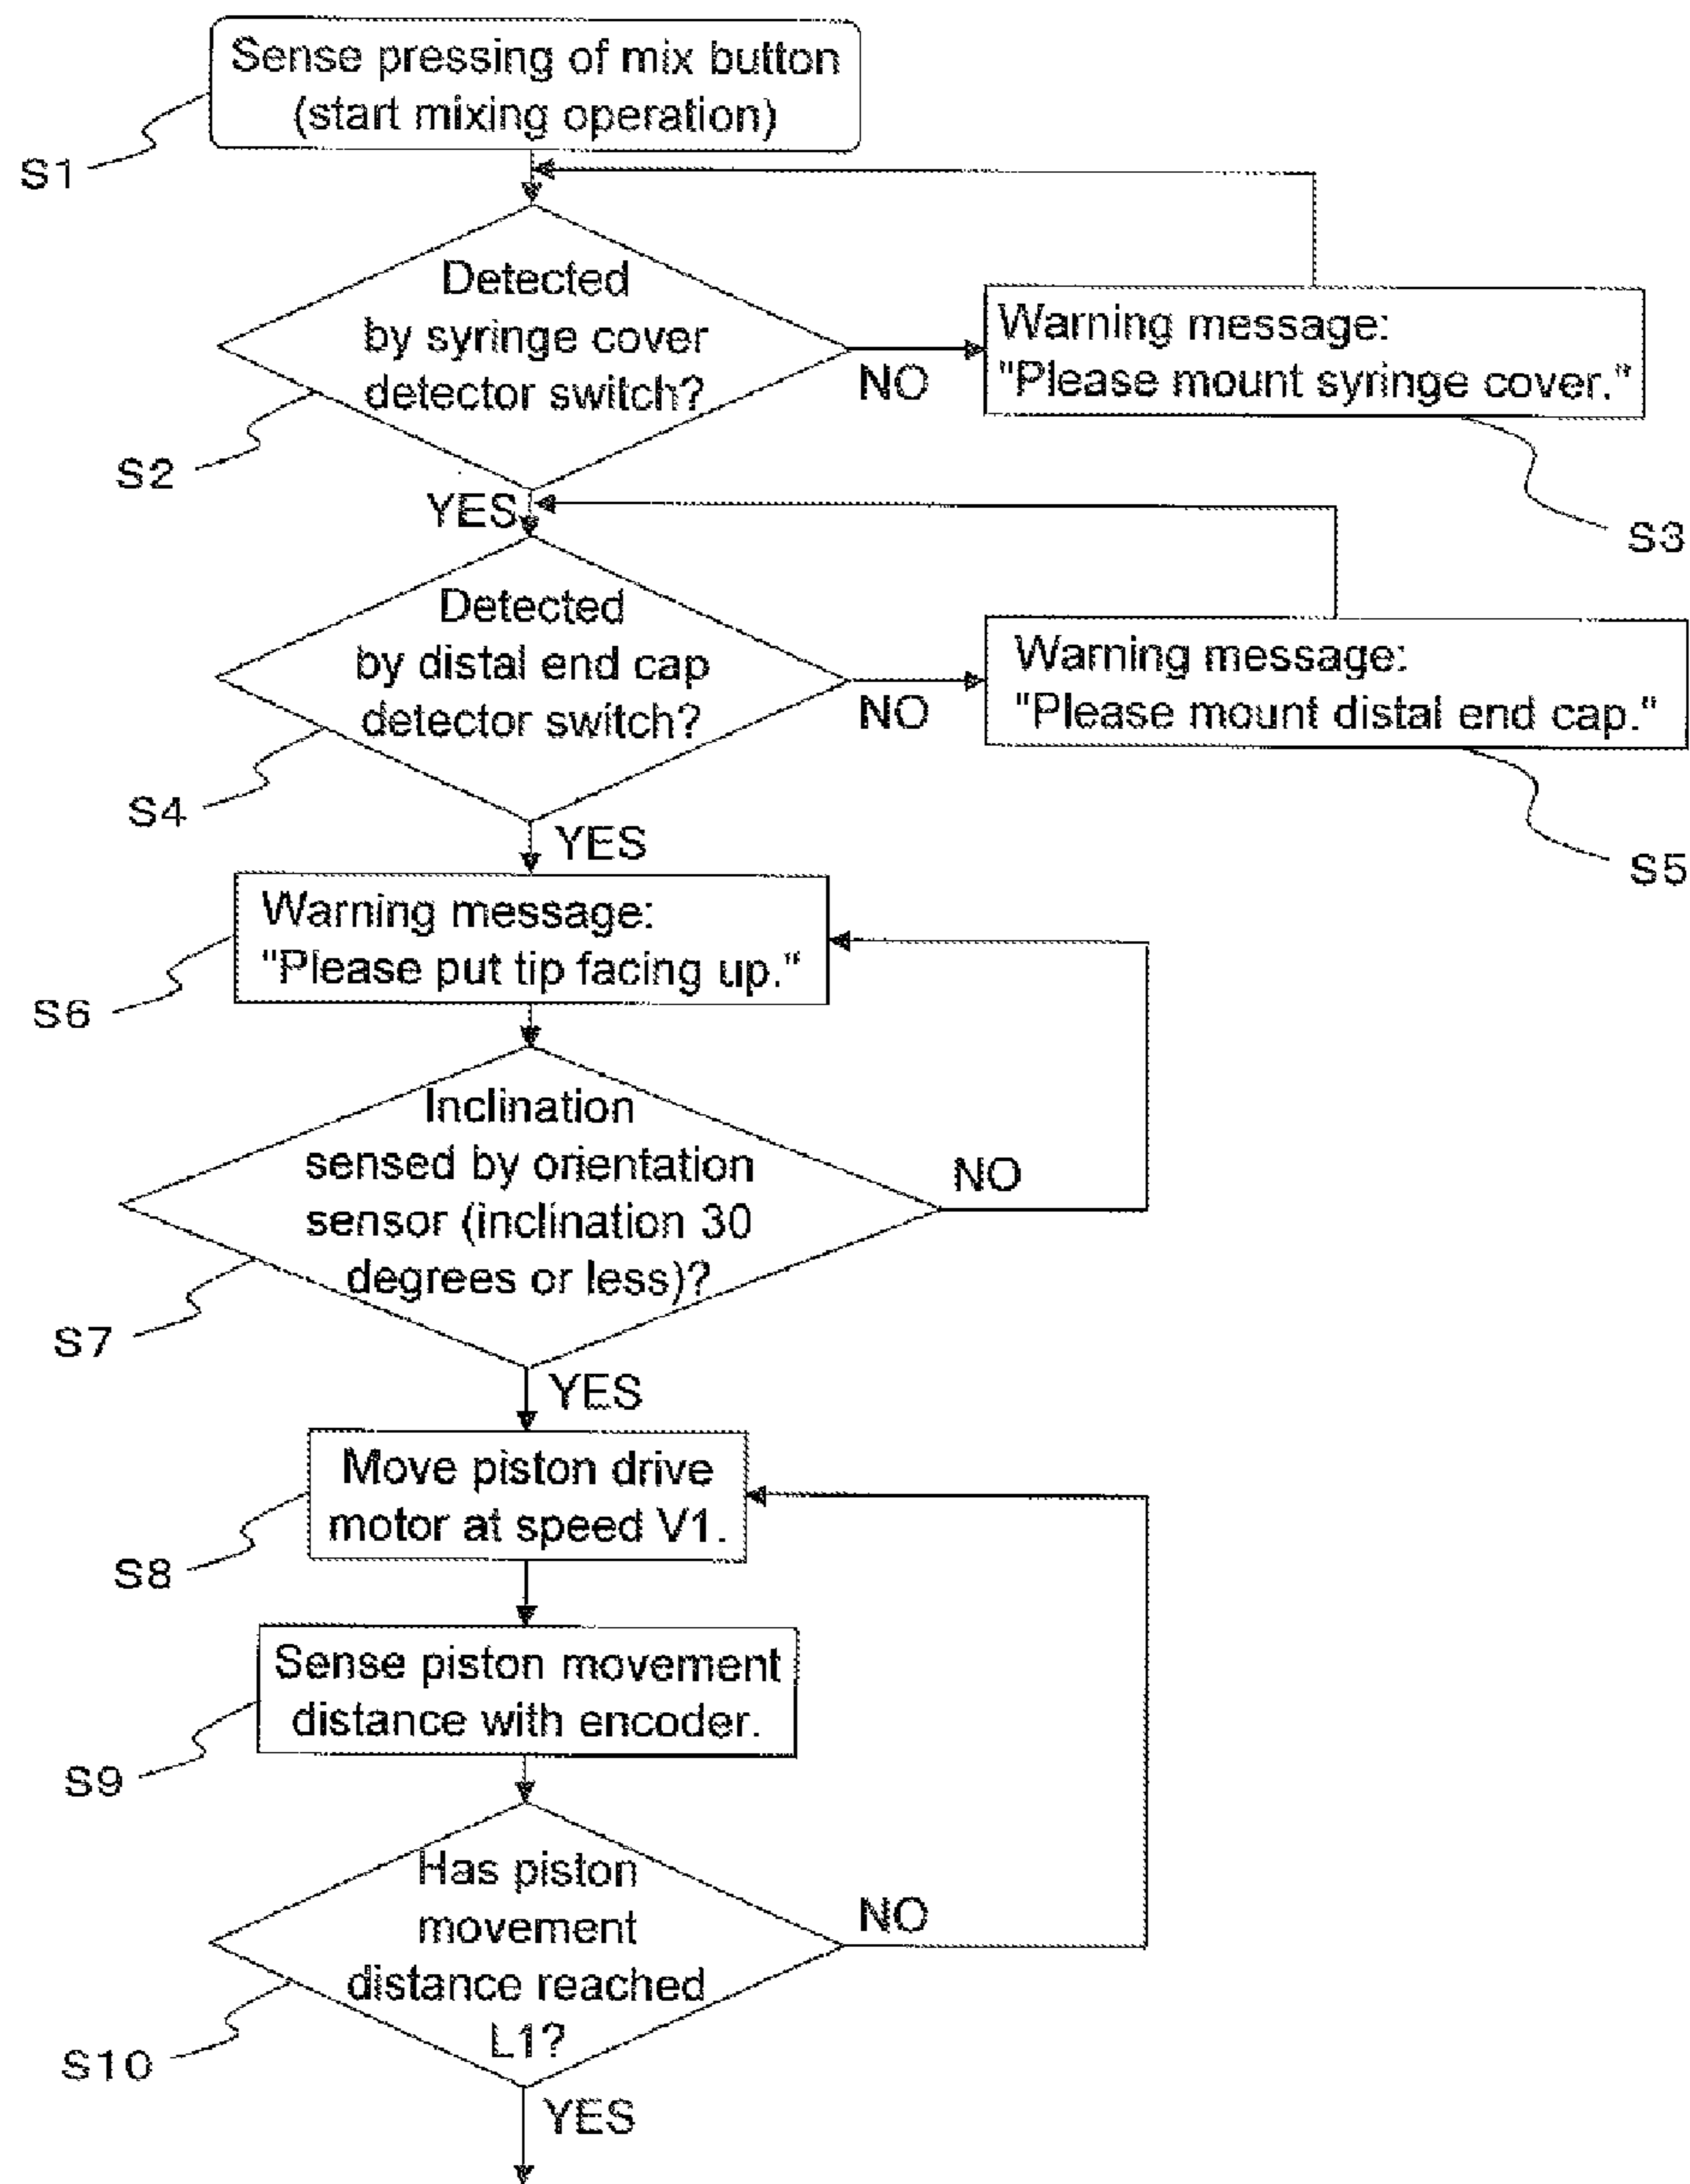 Sense pressing of mix button
(start mixing operation)
S1
Detected
by syringe cover
detector switch?
S2
NO
Warning message:
"Please mount syringe cover."
S3
YES
Detected
by distal end cap
detector switch?
S4
NO
Warning message:
"Please mount distal end cap."
S5
YES
Warning message:
"Please put tip facing up."
S6
Inclination
sensed by orientation
sensor (inclination 30
degrees or less)?
NO
S7
YES
Move piston drive
motor at speed V1.
S8
Sense piston movement
distance with encoder.
S9
Has piston
movement
distance reached
L1?
NO
S10
YES